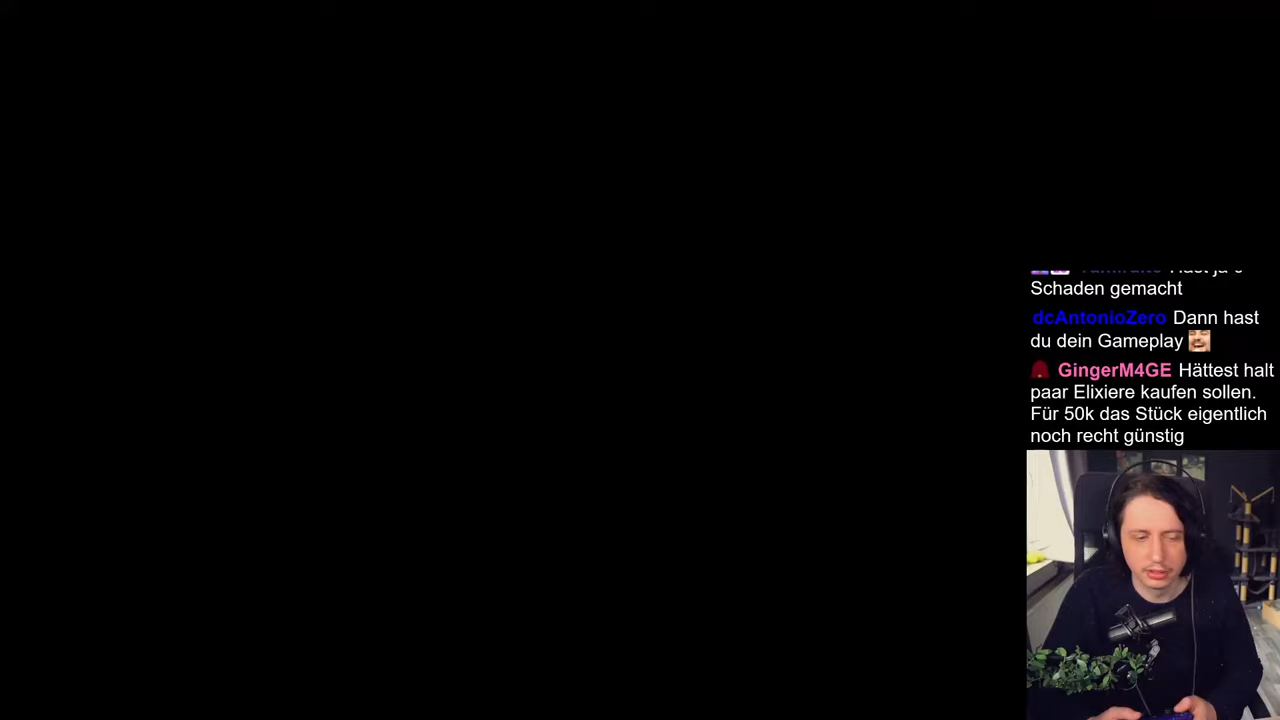 Schaden gemacht
dcAntonioZero Dann hast
du dein Gameplay
GingerM4GE Hättest halt
paar Elixiere kaufen sollen.
Für 50k das Stück eigentlich
noch recht günstig